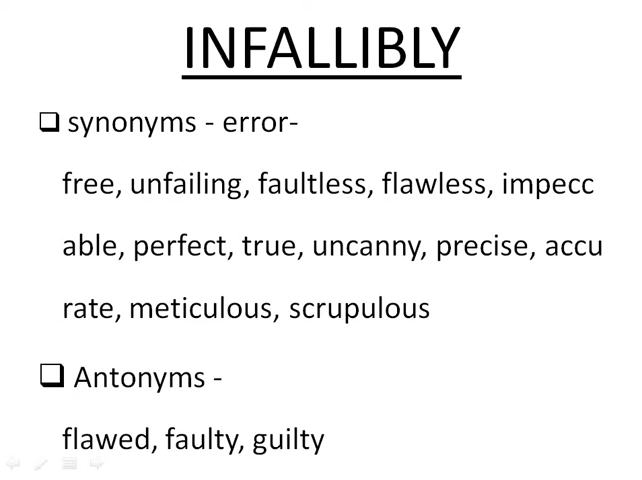 INFALLIBLY
synonyms - error-
free, unfailing, faultless, flawless, impecc
able, perfect, true, uncanny, precise, accu
rate, meticulous, scrupulous
Antonyms -
flawed, faulty, guilty